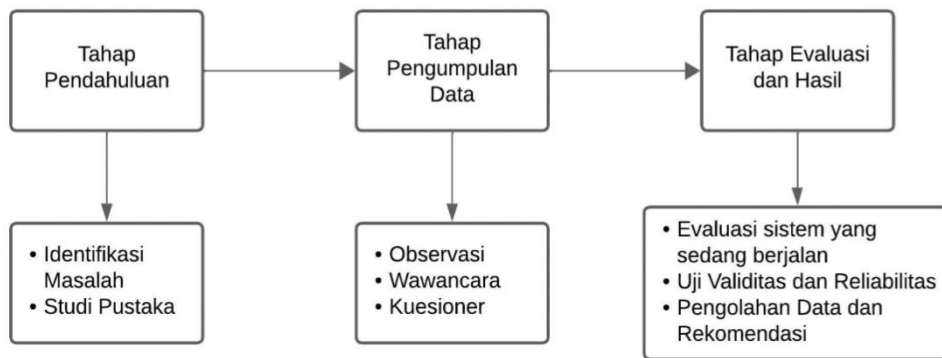 Tahap
Pendahuluan
Tahap
Pengumpulan
Data
Tahap Evaluasi
dan Hasil
• Identifikasi
Masalah
• Studi Pustaka
• Observasi
• Wawancara
• Kuesioner
• Evaluasi sistem yang
sedang berjalan
• Uji Validitas dan Reliabilitas
• Pengolahan Data dan
Rekomendasi